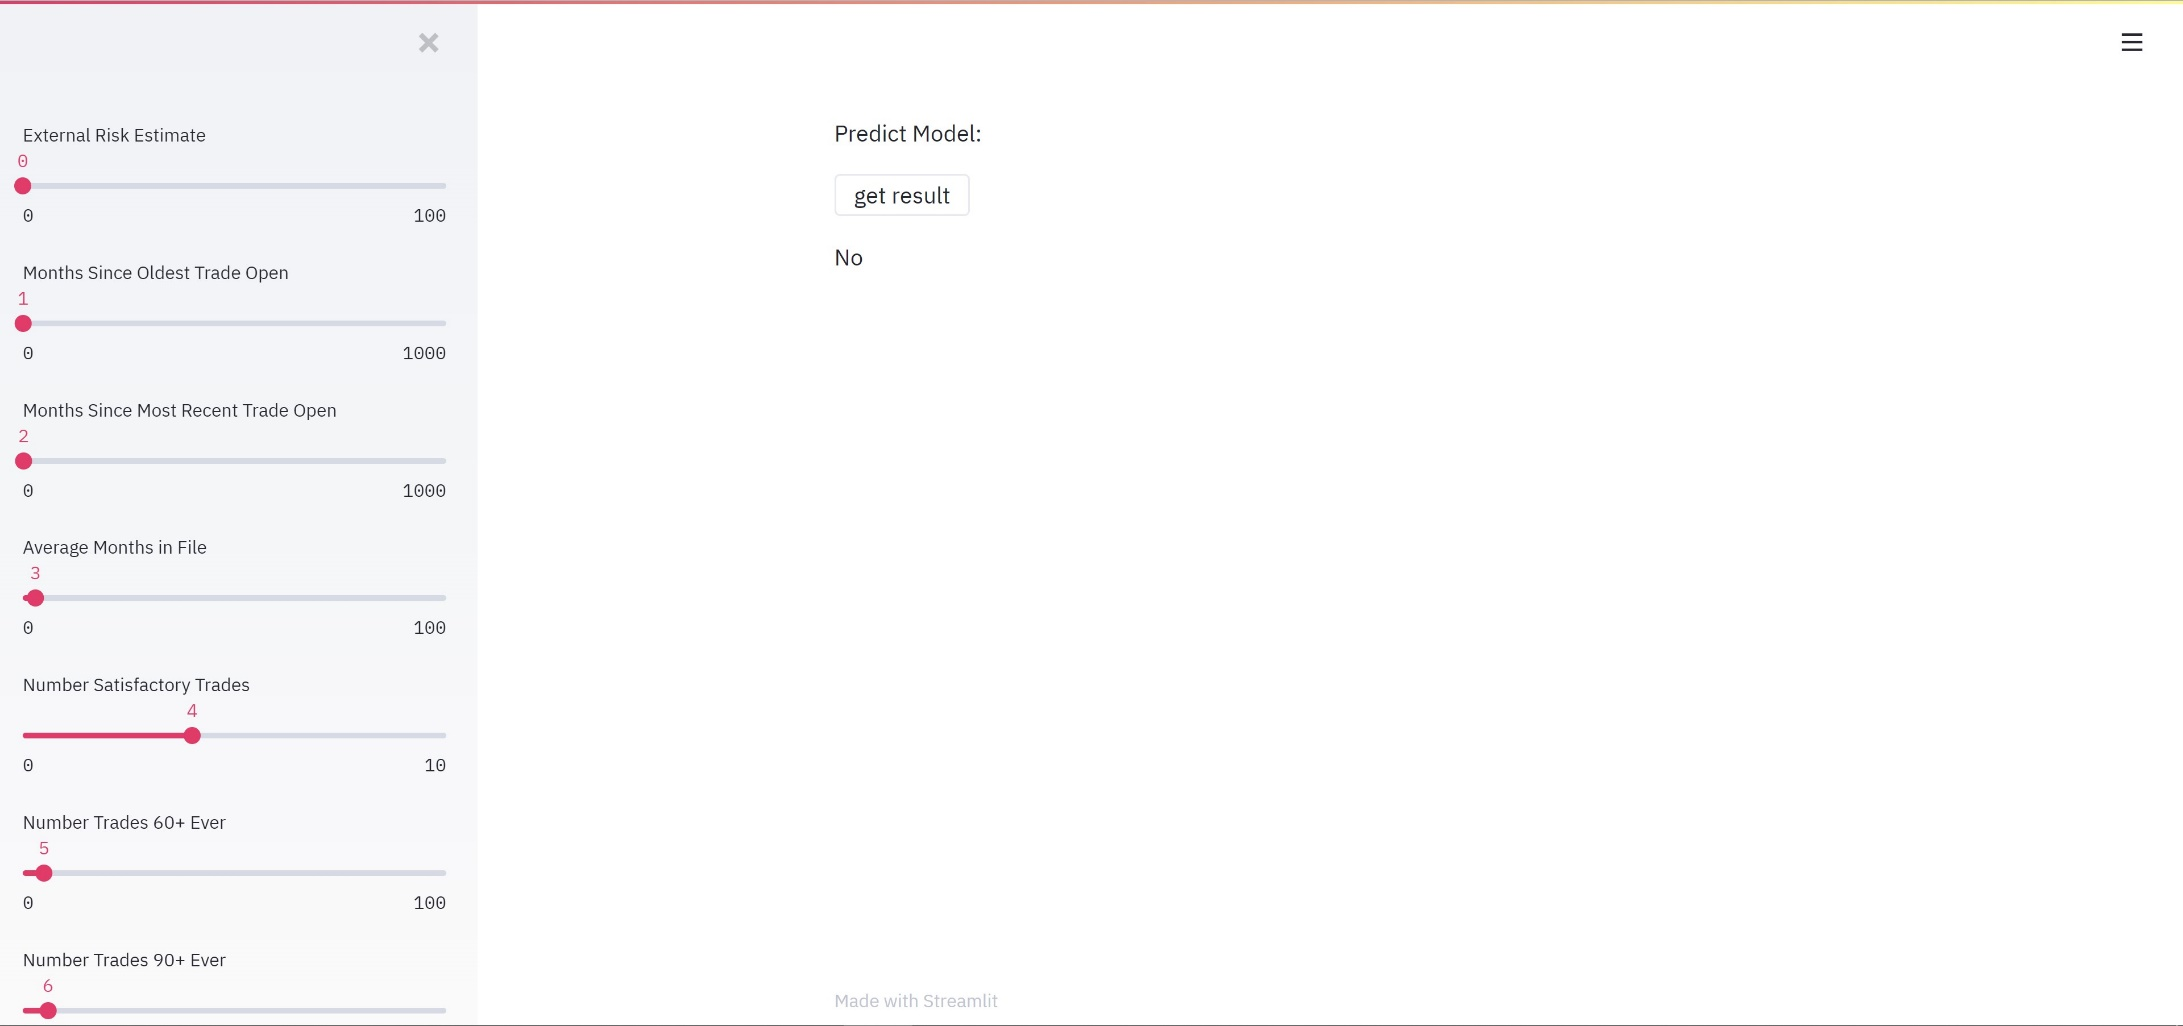 External Risk Estimate
0
0 100
Months Since Oldest Trade Open
1
0 1000
Months Since Most Recent Trade Open
2
0 1000
Average Months in File
3
0 100
Number Satisfactory Trades
4
0 10
Number Trades 60+ Ever
5
0 100
Number Trades 90+ Ever
6
Predict Model:
get result
No
Made with Streamlit